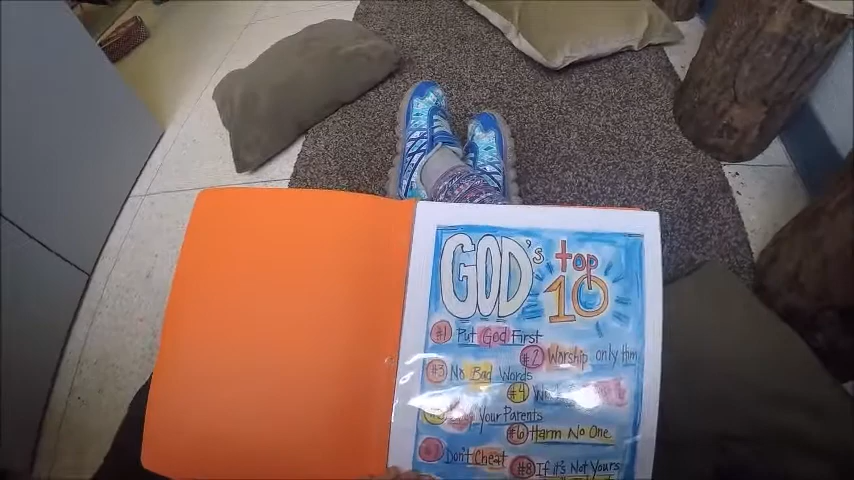 GOD's top 10
#1 Put God First
#2 Worship only Him
#3 No Bad Words
#4
your Parents
#6 Harm No One
#7 Don't Cheat
#8 If it's Not Yours